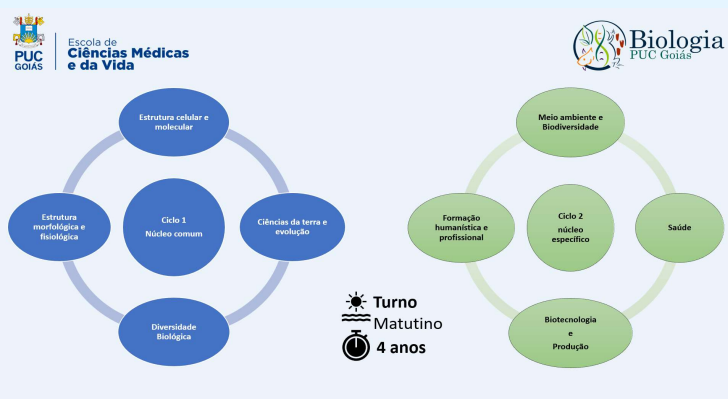 PUC
GOIÁS
Escola de
Ciências Médicas
e da Vida
Biologia
PUC Goiás
Estrutura celular e
molecular
Estrutura
morfológica e
fisiológica
Ciclo 1
Núcleo comum
Ciências da terra e
evolução
Diversidade
Biológica
Meio ambiente e
Biodiversidade
Formação
humanística e
profissional
Ciclo 2
núcleo
específico
Saúde
Biotecnologia
e
Produção
Turno
Matutino
4 anos